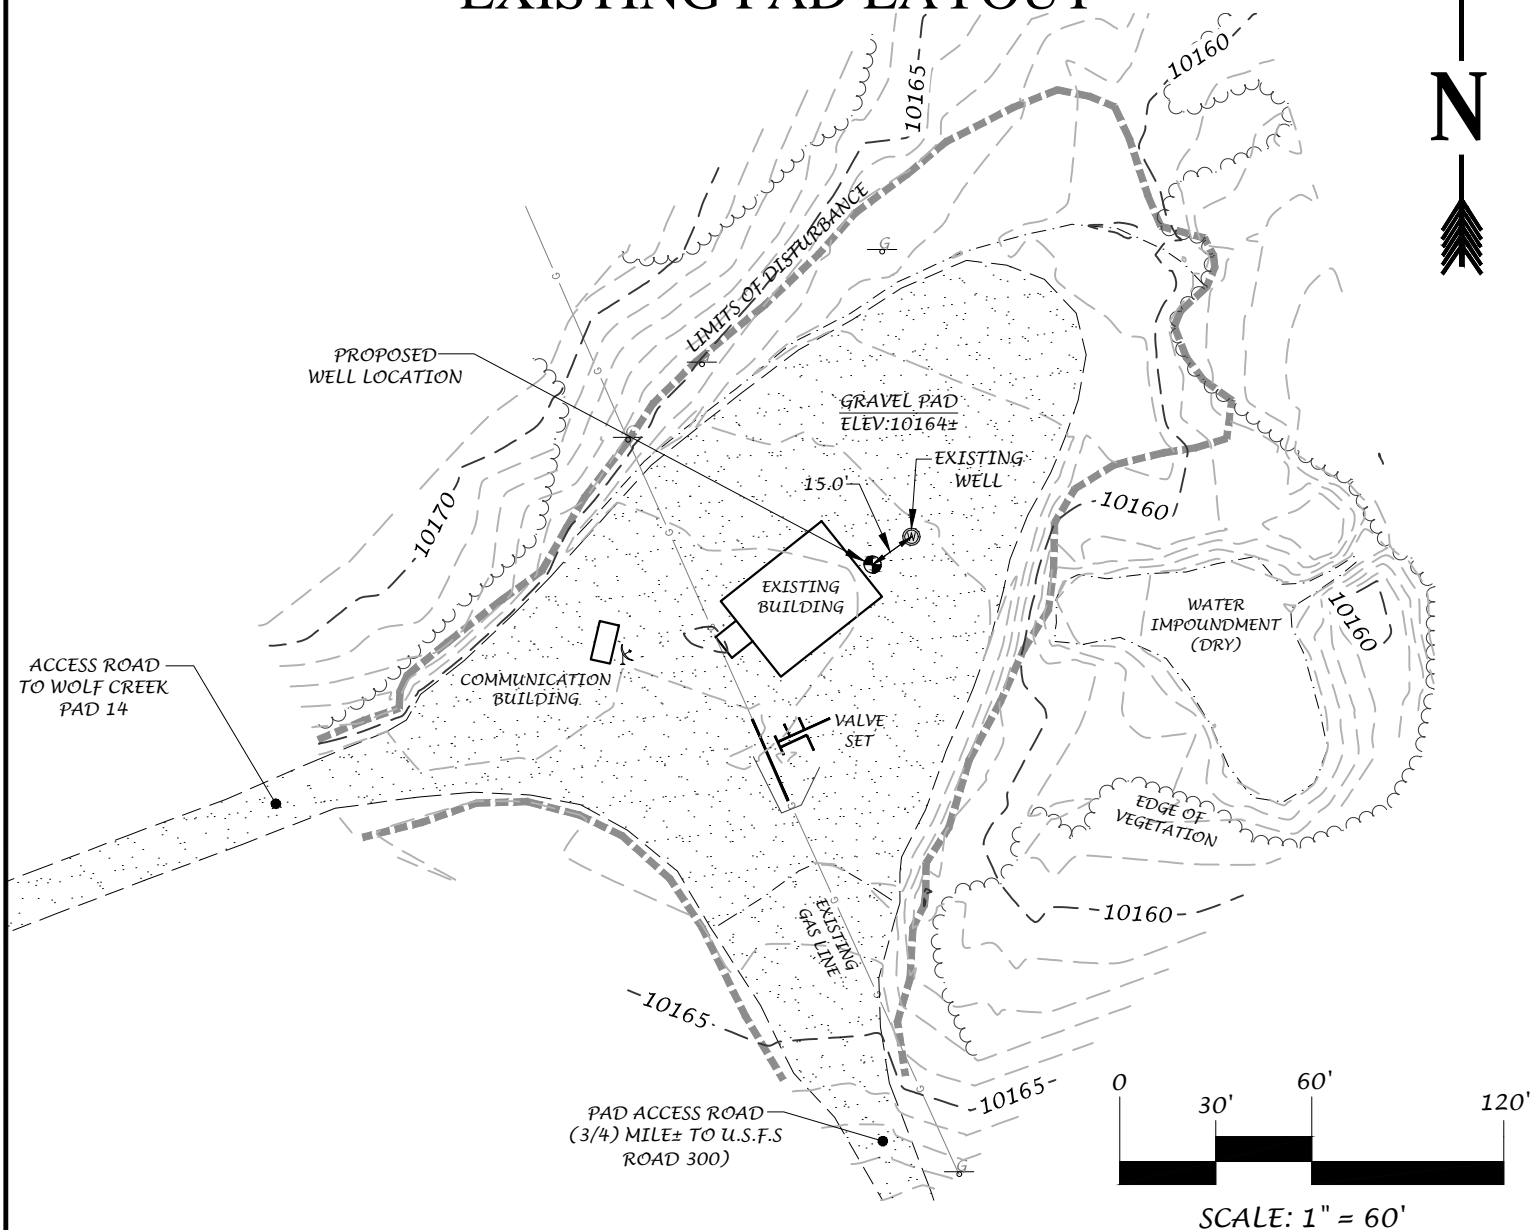 EXISTING PAD LAYOUT
10160
10165
N
LIMITS OF DISTURBANCE
G
PROPOSED
WELL LOCATION
GRAVEL PAD
ELEV:10164±
EXISTING
WELL
15.0'
10170
10160
W
EXISTING
BUILDING
WATER
IMPOUNDMENT
(DRY)
10160
ACCESS ROAD
TO WOLF CREEK
PAD 14
COMMUNICATION
BUILDING
VALVE
SET
EDGE OF
VEGETATION
EXISTING
GAS LINE
10160
10165
10165
PAD ACCESS ROAD
(3/4) MILE± TO U.S.F.S
ROAD 300)
G
0
30'
60'
120'
SCALE: 1" = 60'